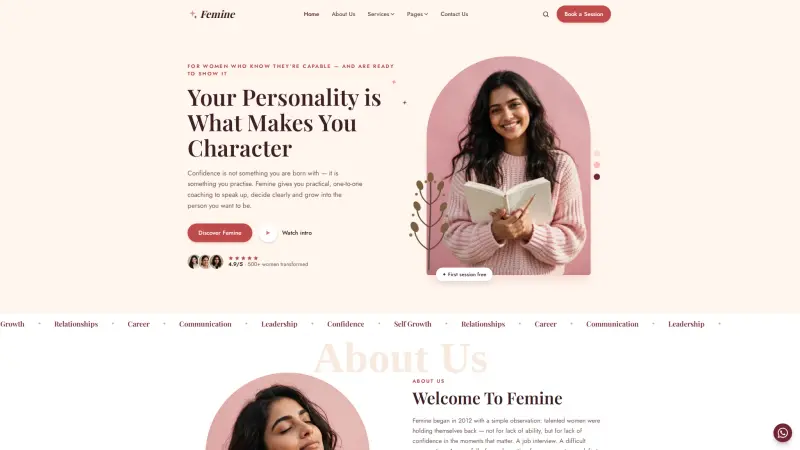 Femine
Home
About Us
Services
Pages
Contact Us
Book a Session
FOR WOMEN WHO KNOW THEY'RE CAPABLE — AND ARE READY
TO SHOW IT
Your Personality is
What Makes You
Character
Confidence is not something you are born with — it is
something you practise. Femine gives you practical, one-to-one
coaching to speak up, decide clearly and grow into the
person you want to be.
Discover Femine
Watch intro
★★★★★
4.9/5 · 500+ women transformed
✦ First session free
Growth
Relationships
Career
Communication
Leadership
Confidence
Self Growth
Relationships
Career
Communication
Leadership
About Us
ABOUT US
Welcome To Femine
Femine began in 2012 with a simple observation: talented women were
holding themselves back — not for lack of ability, but for lack of
confidence in the moments that matter. A job interview. A difficult